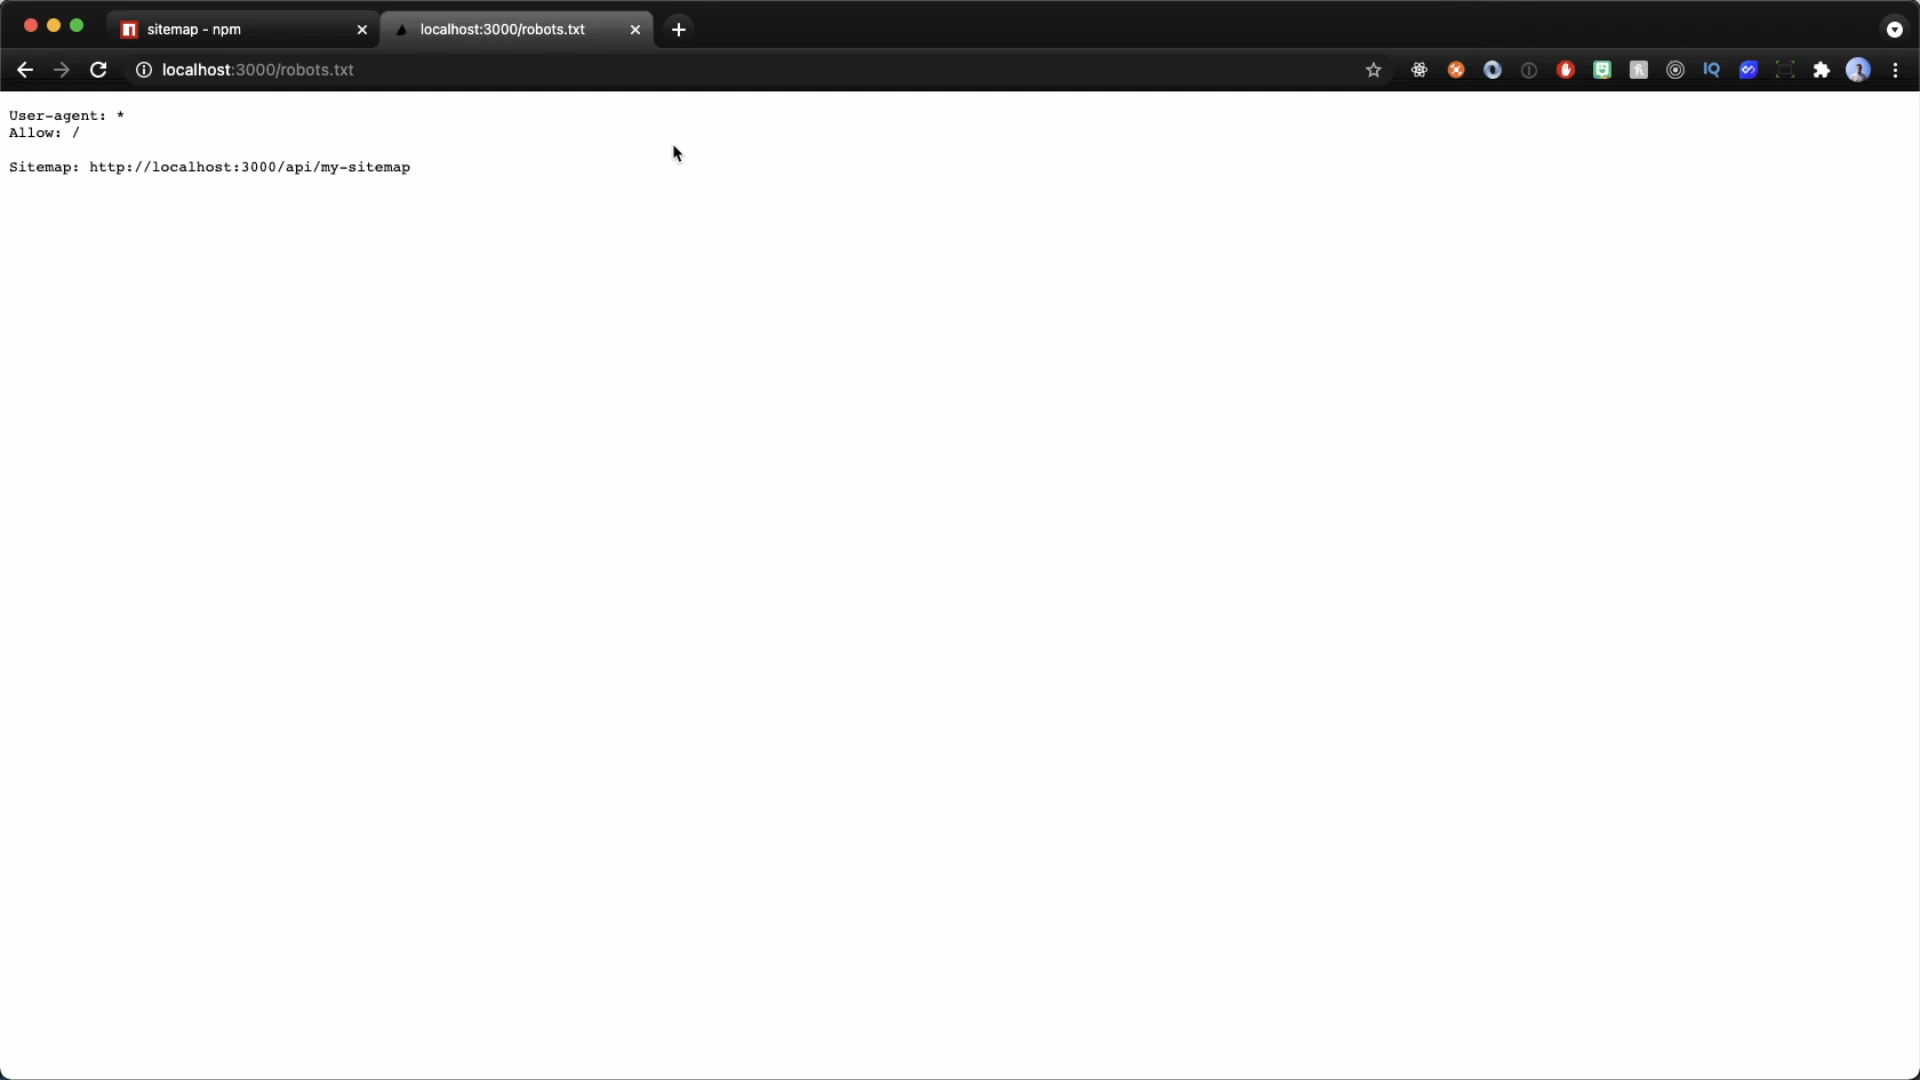 sitemap - npm
localhost:3000/robots.txt
localhost:3000/robots.txt
IQ
User-agent: *
Allow: /
Sitemap: http://localhost:3000/api/my-sitemap